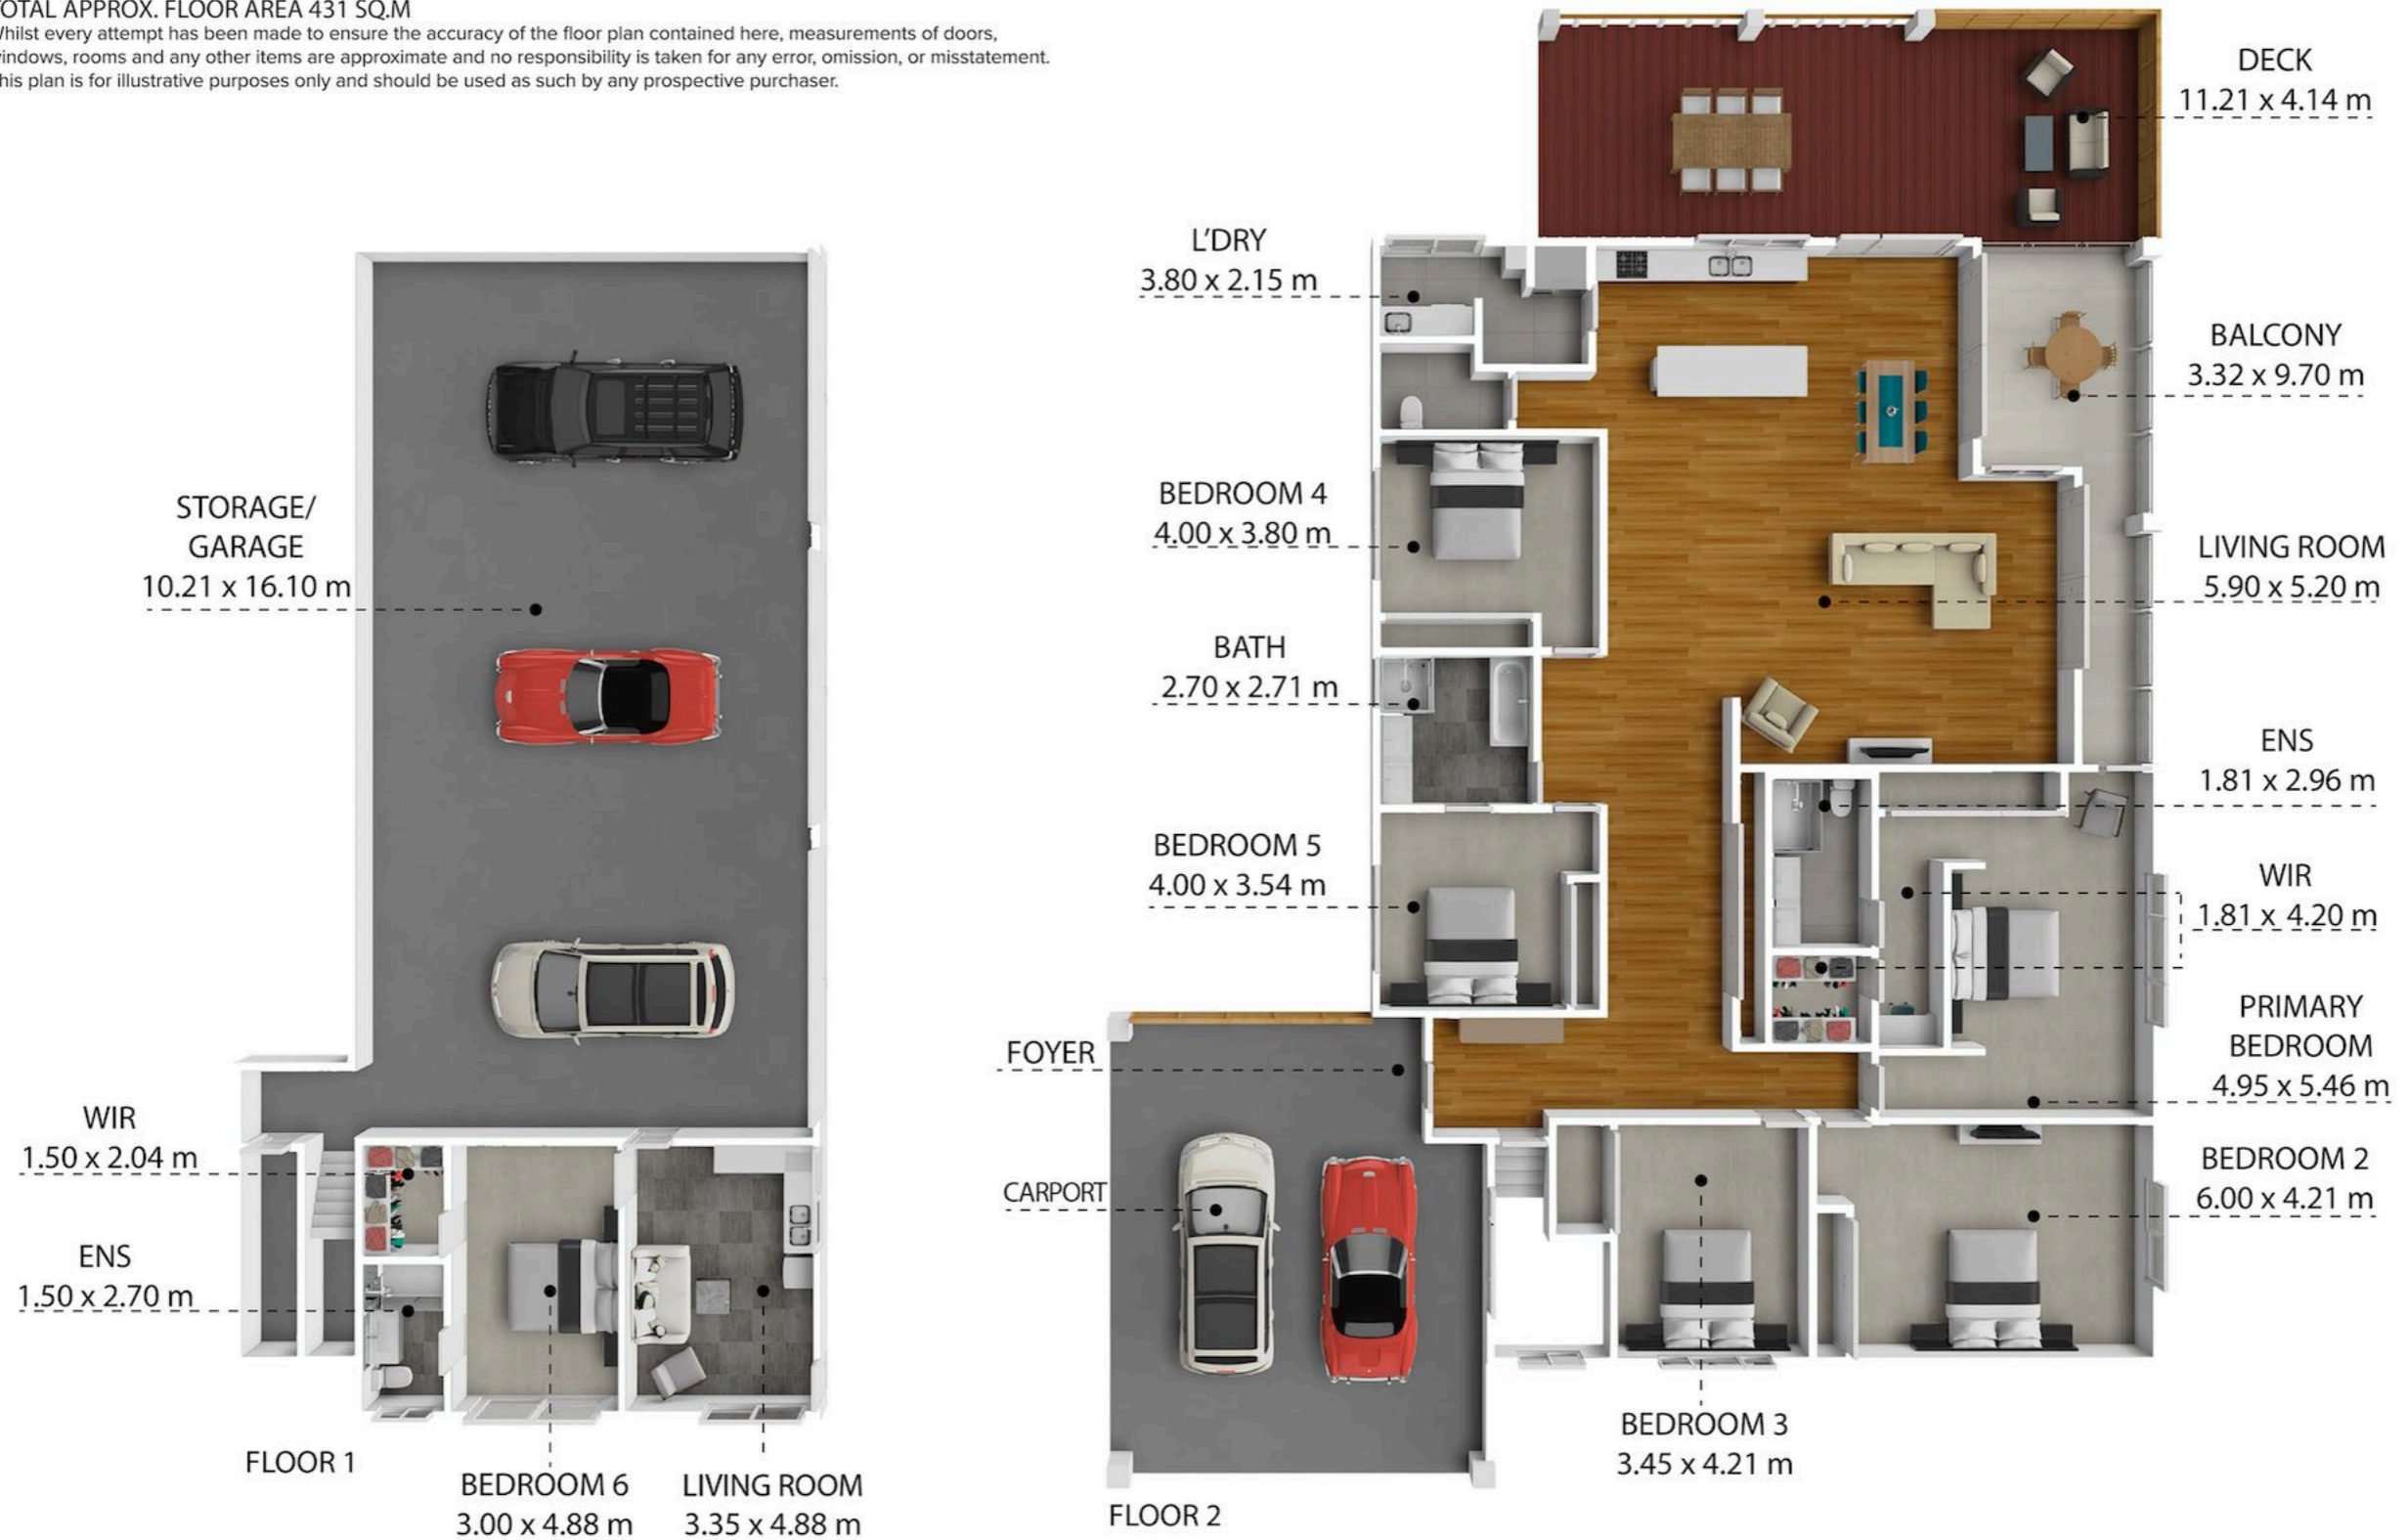 TOTAL APPROX. FLOOR AREA 431 SQ.M
Whilst every attempt has been made to ensure the accuracy of the floor plan contained here, measurements of doors,
windows, rooms and any other items are approximate and no responsibility is taken for any error, omission, or misstatement.
This plan is for illustrative purposes only and should be used as such by any prospective purchaser.
STORAGE/
GARAGE
10.21 x 16.10 m
WIR
1.50 x 2.04 m
ENS
1.50 x 2.70 m
FLOOR 1
BEDROOM 6
3.00 x 4.88 m
LIVING ROOM
3.35 x 4.88 m
L'DRY
3.80 x 2.15 m
BEDROOM 4
4.00 x 3.80 m
BATH
2.70 x 2.71 m
BEDROOM 5
4.00 x 3.54 m
FOYER
CARPORT
FLOOR 2
BEDROOM 3
3.45 x 4.21 m
DECK
11.21 x 4.14 m
BALCONY
3.32 x 9.70 m
LIVING ROOM
5.90 x 5.20 m
ENS
1.81 x 2.96 m
WIR
1.81 x 4.20 m
PRIMARY
BEDROOM
4.95 x 5.46 m
BEDROOM 2
6.00 x 4.21 m